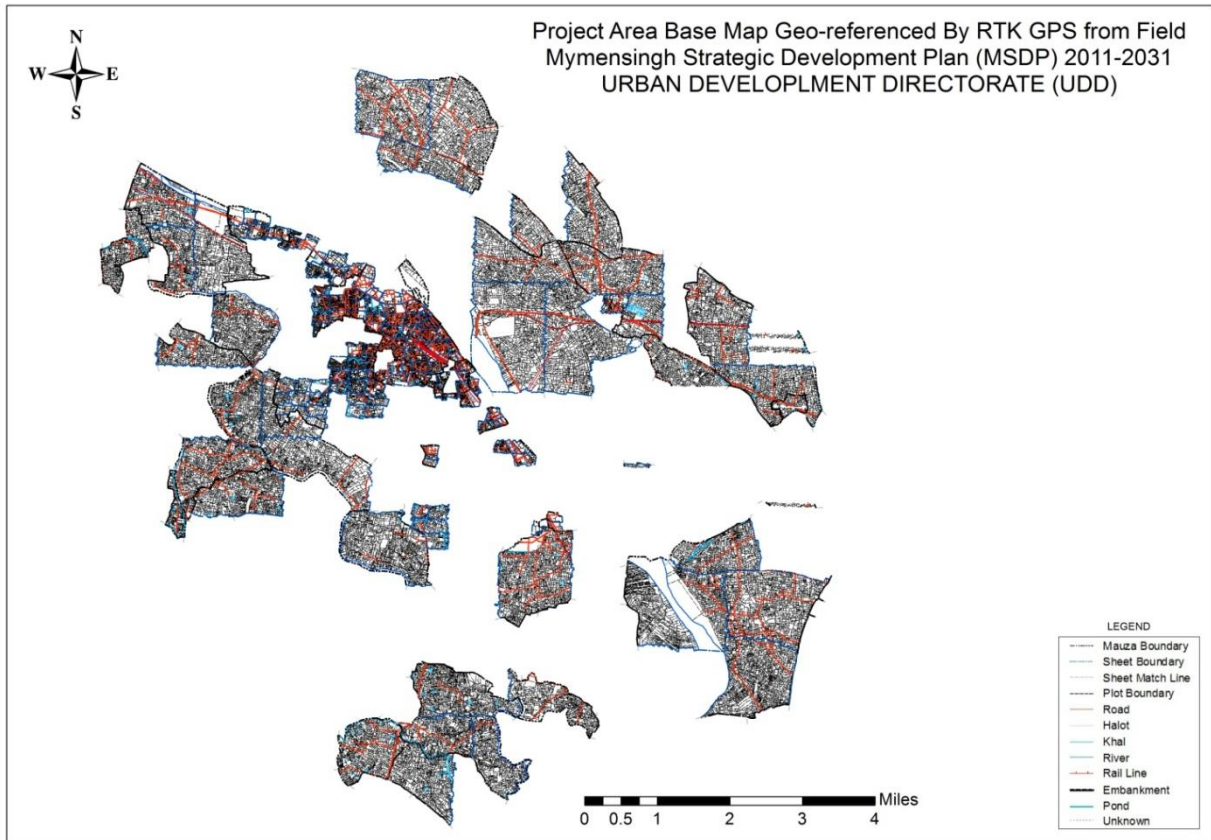 Project Area Base Map Geo-referenced By RTK GPS from Field
Mymensingh Strategic Development Plan (MSDP) 2011-2031
URBAN DEVELOPLMENT DIRECTORATE (UDD)
N
W E
S
LEGEND
Mauza Boundary
Sheet Boundary
Sheet Match Line
Plot Boundary
Road
Halot
Khal
River
Rail Line
Embankment
Pond
Unknown
Miles
0 0.5 1 2 3 4